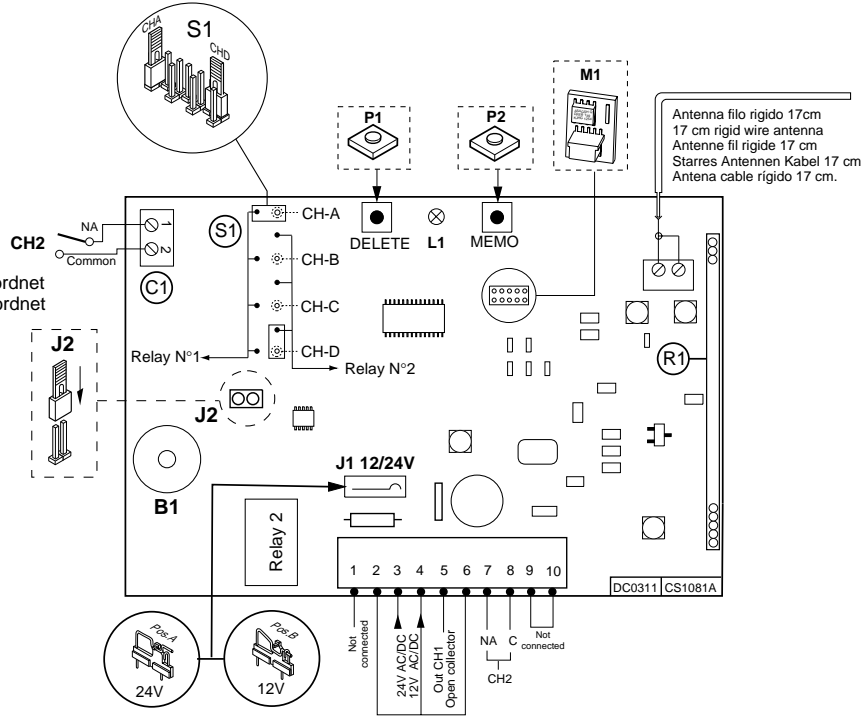 CHA
S1
CHD
P1
P2
M1
Antenna filo rigido 17cm
17 cm rigid wire antenna
Antenne fil rigide 17 cm
Starres Antennen Kabel 17 cm
Antena cable rígido 17 cm.
NA
CH2
Common
1
2
C1
S1
CH-A
CH-B
CH-C
CH-D
DELETE
L1
MEMO
ordnet
ordnet
Relay N°1
Relay N°2
R1
J2
J2
B1
J1 12/24V
Relay 2
1 2 3 4 5 6 7 8 9 10
DC0311 CS1081A
Not
connected
24V AC/DC
12V AC/DC
Out CH1
Open collector
NA C
CH2
Not
connected
Pos.A
24V
Pos.B
12V